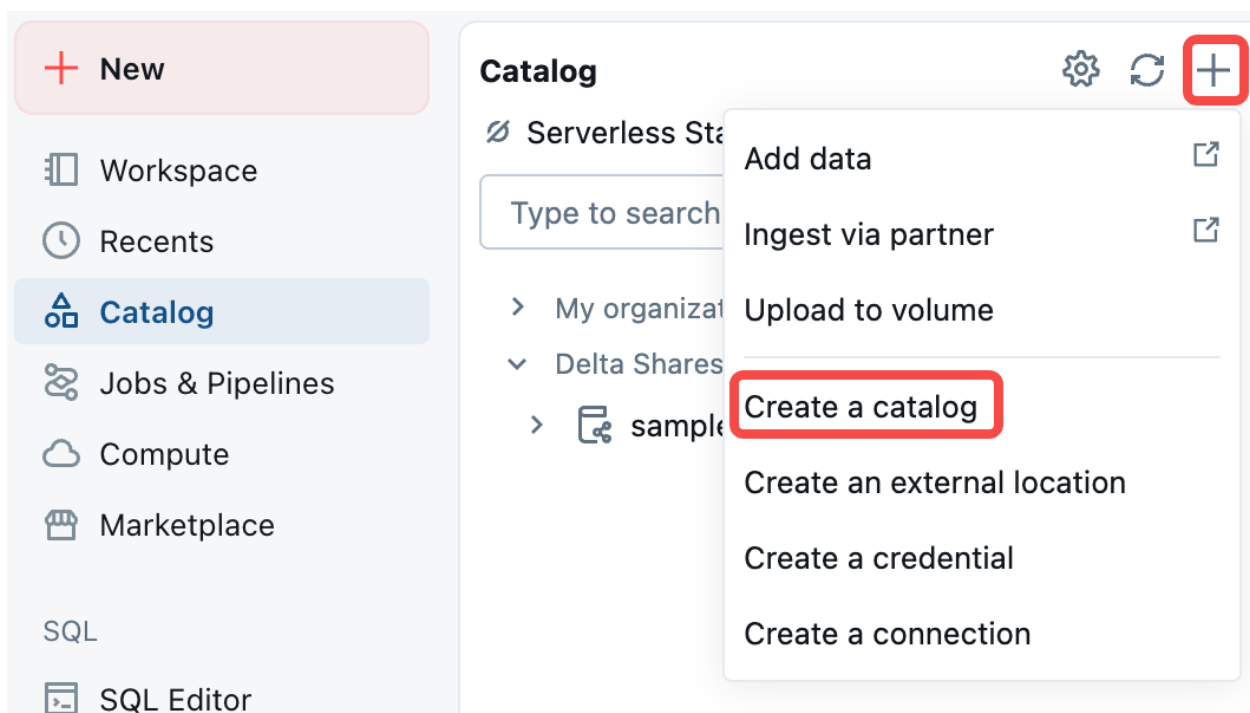 New
Workspace
Recents
Catalog
Jobs & Pipelines
Compute
Marketplace
SQL
SQL Editor
Catalog
Serverless Sta
Type to search
My organizat
Delta Shares
sample
Add data
Ingest via partner
Upload to volume
Create a catalog
Create an external location
Create a credential
Create a connection